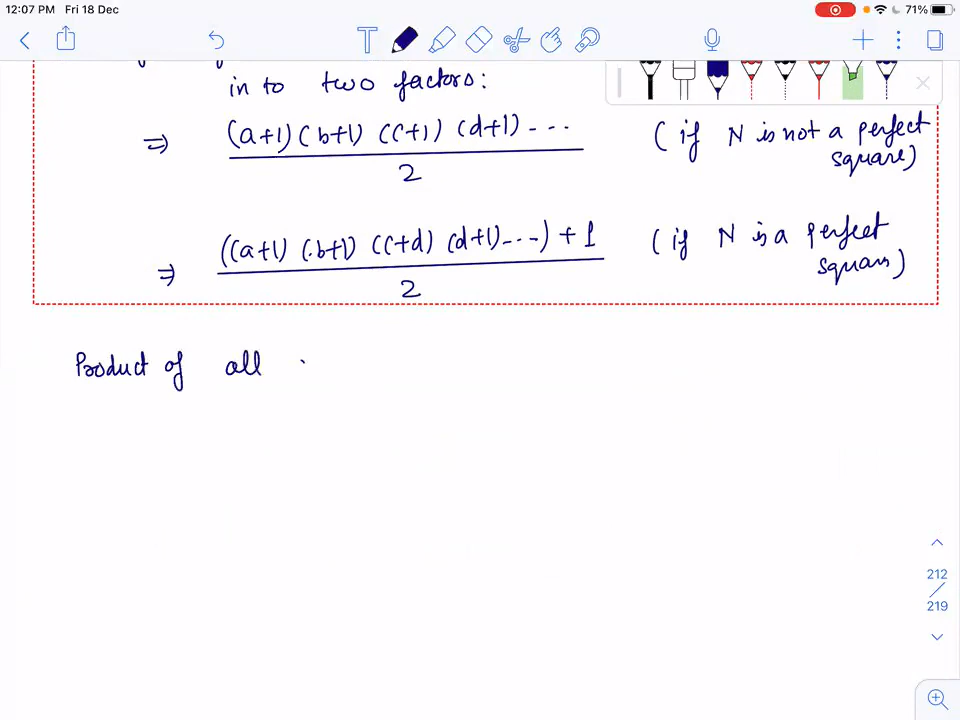 12:07 PM Fri 18 Dec 71%
in to two factors:
⇒ (a+1) (b+1) (c+1) (d+1) ---- / 2 ( if N is not a perfect square)
⇒ ((a+1) (b+1) (c+d) (d+1)----) + 1 / 2 ( if N is a perfect square)
Product of all
212
/
219